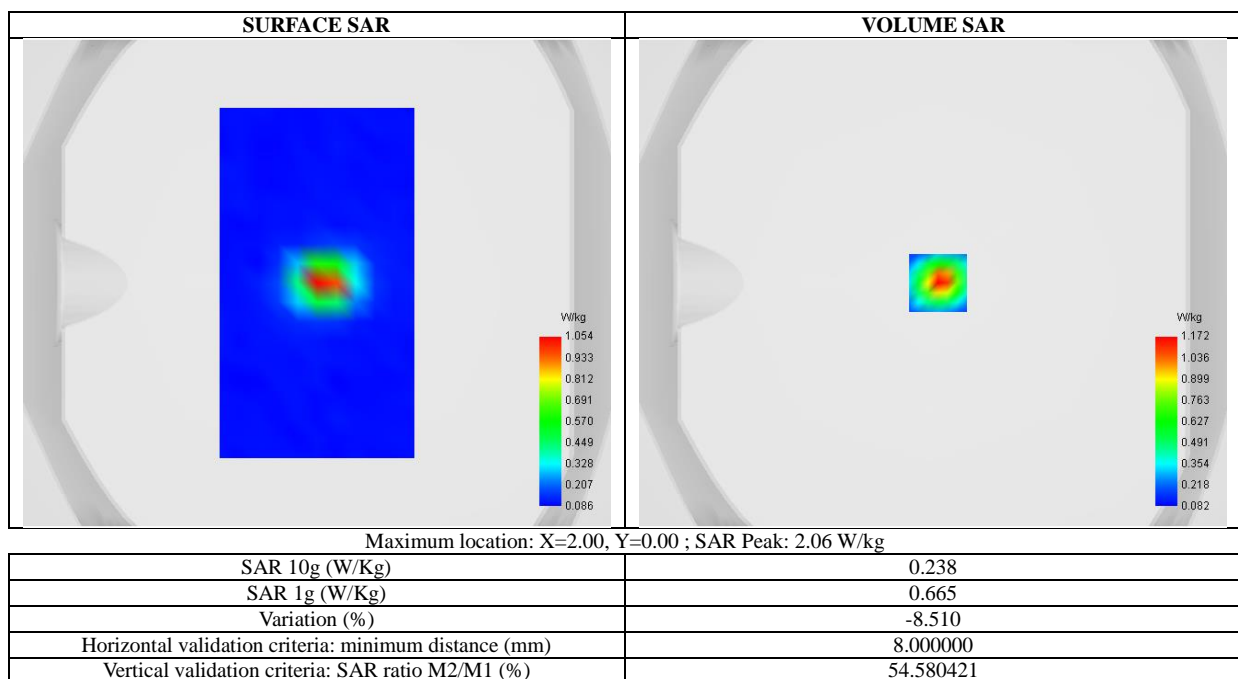 SURFACE SAR
VOLUME SAR
W/kg
1.054
0.933
0.812
0.691
0.570
0.449
0.328
0.207
0.086
W/kg
1.172
1.036
0.899
0.763
0.627
0.491
0.354
0.218
0.082
Maximum location: X=2.00, Y=0.00 ; SAR Peak: 2.06 W/kg
SAR 10g (W/Kg) 0.238
SAR 1g (W/Kg) 0.665
Variation (%) -8.510
Horizontal validation criteria: minimum distance (mm) 8.000000
Vertical validation criteria: SAR ratio M2/M1 (%) 54.580421